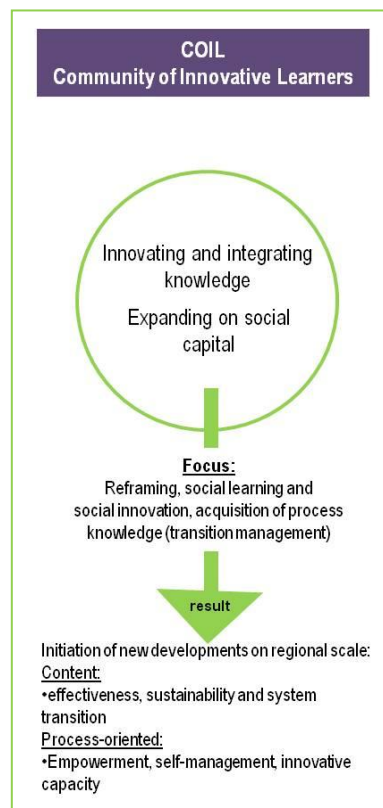 COIL
Community of Innovative Learners
Innovating and integrating
knowledge
Expanding on social
capital
Focus:
Reframing, social learning and
social innovation, acquisition of process
knowledge (transition management)
result
Initiation of new developments on regional scale:
Content:
•effectiveness, sustainability and system
transition
Process-oriented:
•Empowerment, self-management, innovative
capacity